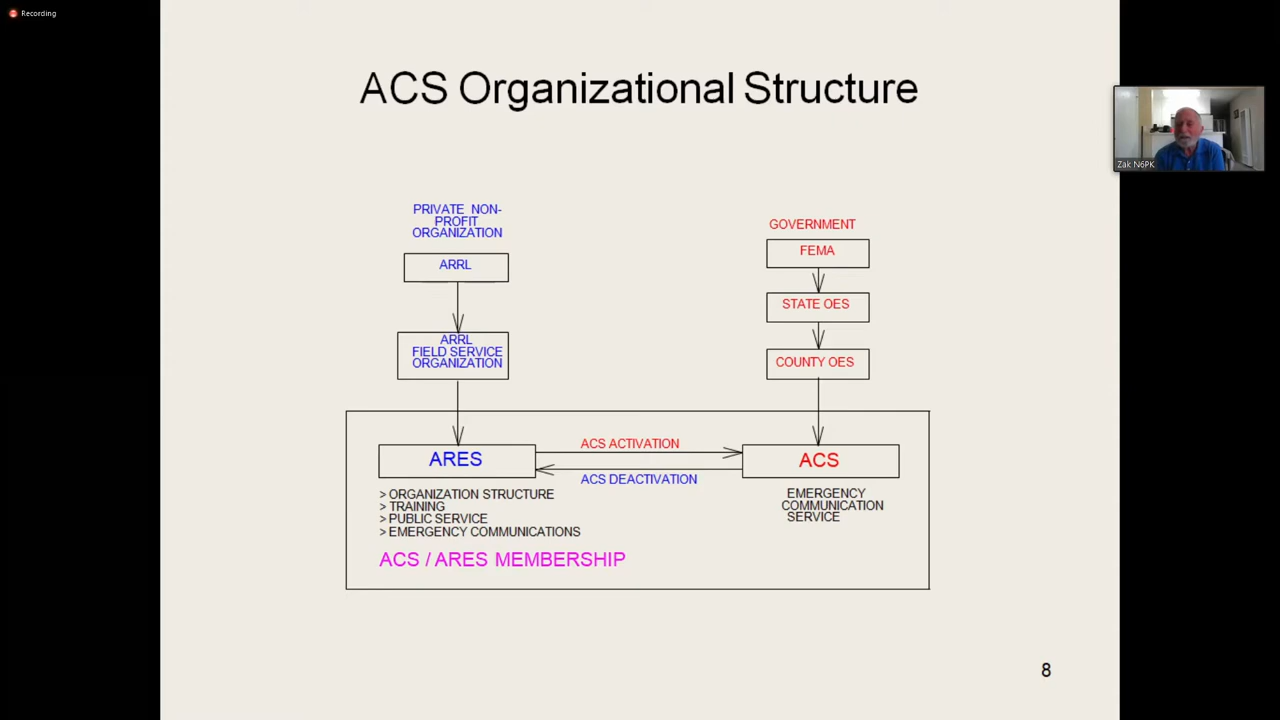 Recording
ACS Organizational Structure
Zak N6PK
PRIVATE NON-
PROFIT
ORGANIZATION
ARRL
ARRL
FIELD SERVICE
ORGANIZATION
GOVERNMENT
FEMA
STATE OES
COUNTY OES
ARES
ACS ACTIVATION
ACS DEACTIVATION
ACS
> ORGANIZATION STRUCTURE
> TRAINING
> PUBLIC SERVICE
> EMERGENCY COMMUNICATIONS
EMERGENCY
COMMUNICATION
SERVICE
ACS / ARES MEMBERSHIP
8